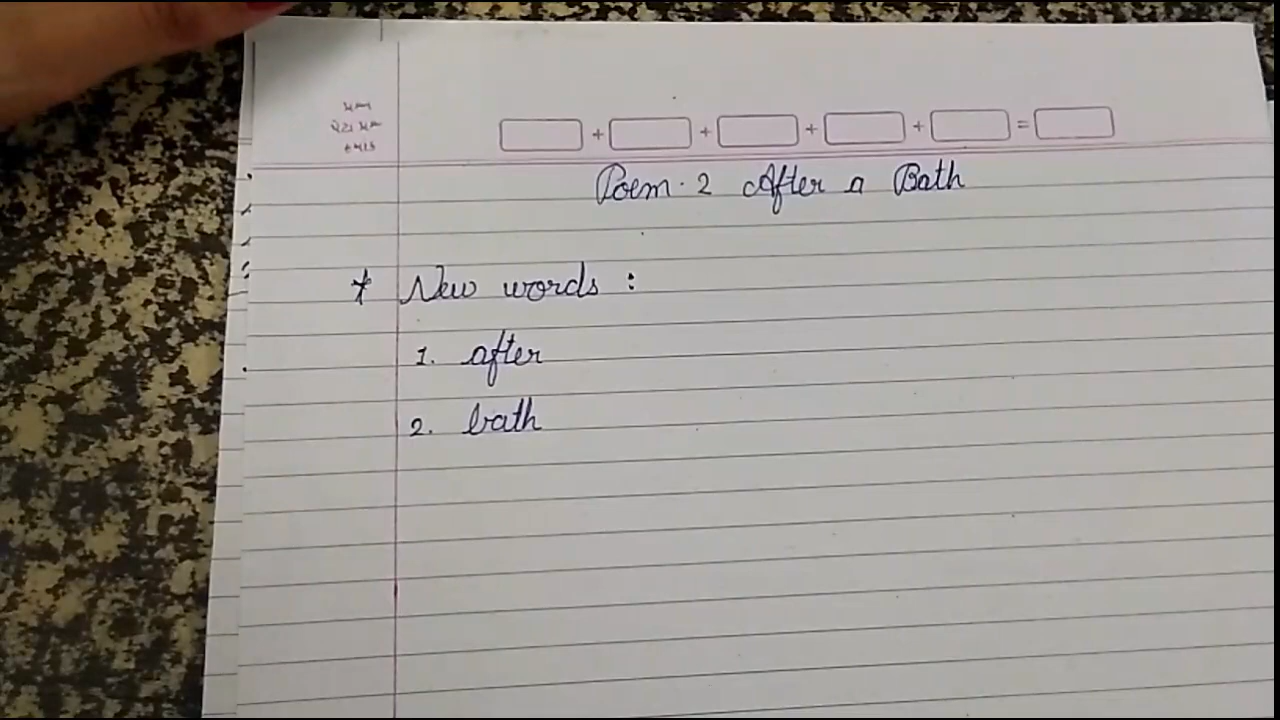 + + + + =
Poem. 2 After a Bath
* New words :
1. after
2. bath